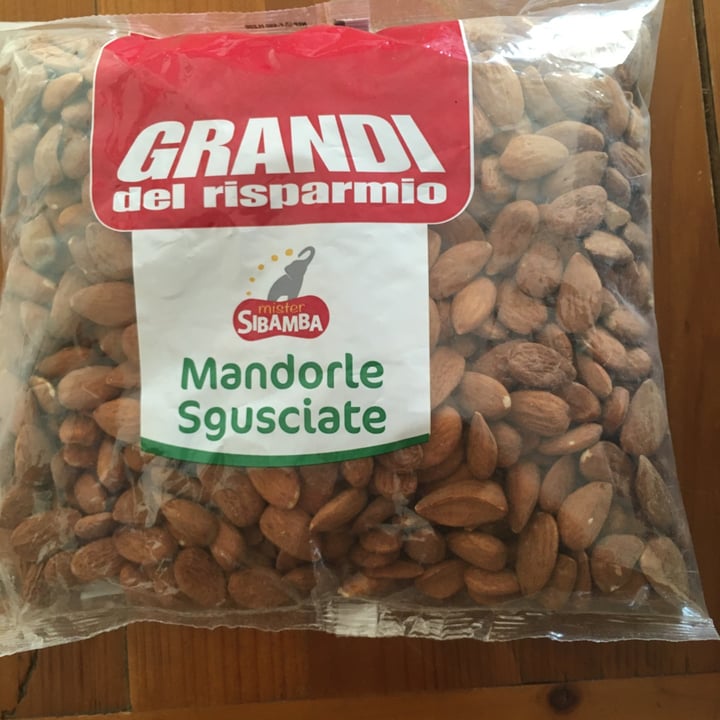 GRANDI
del risparmio
mister
SIBAMBA
Mandorle
Sgusciate